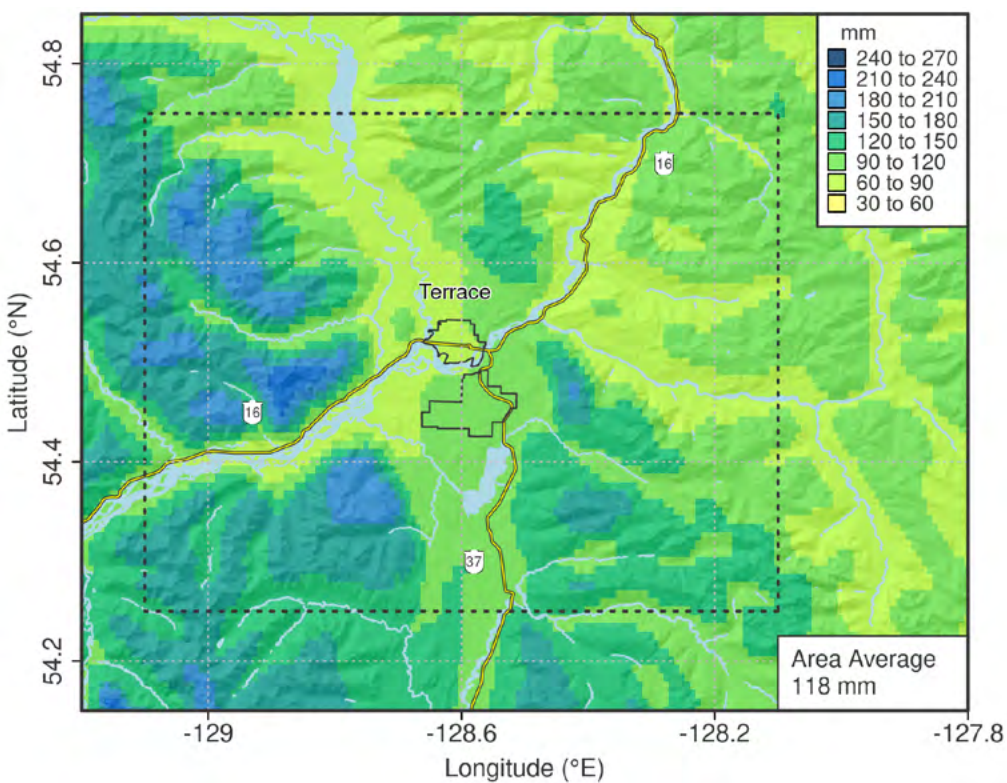 mm
240 to 270
210 to 240
180 to 210
150 to 180
120 to 150
90 to 120
60 to 90
30 to 60
54.8
16
54.6
Terrace
Latitude (°N)
16
54.4
37
54.2
Area Average
118 mm
-129
-128.6
-128.2
-127.8
Longitude (°E)